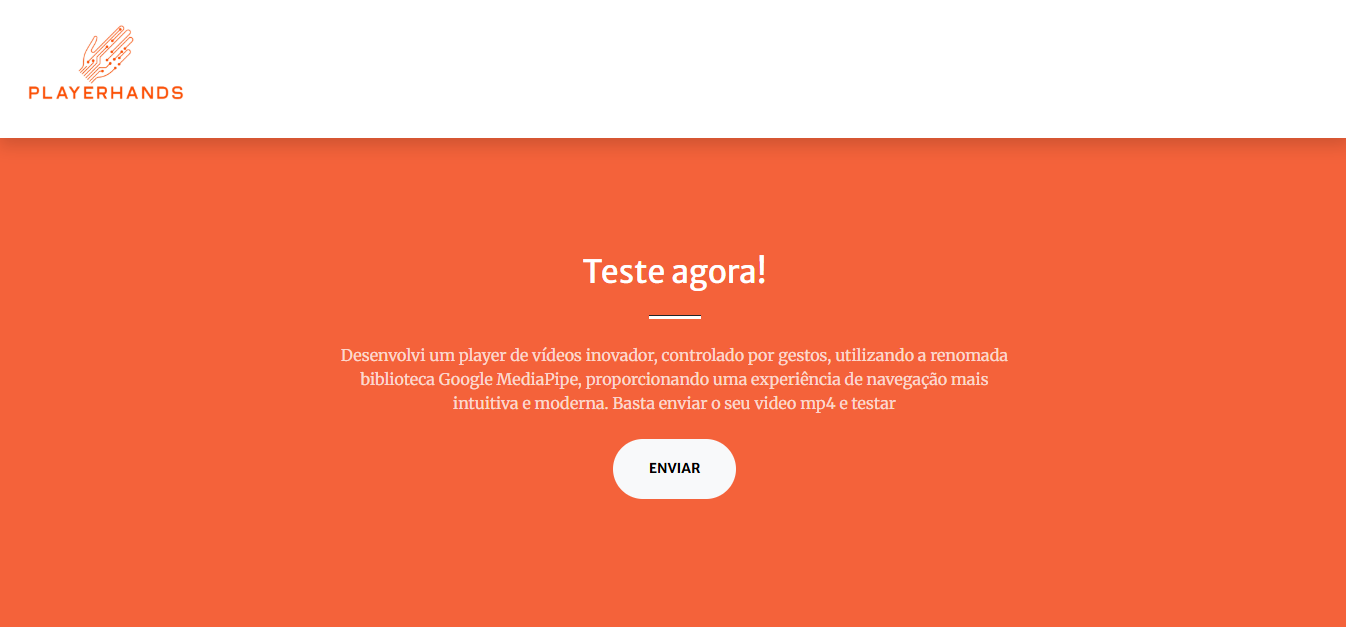 PLAYERHANDS
Teste agora!
Desenvolvi um player de vídeos inovador, controlado por gestos, utilizando a renomada
biblioteca Google MediaPipe, proporcionando uma experiência de navegação mais
intuitiva e moderna. Basta enviar o seu video mp4 e testar
ENVIAR